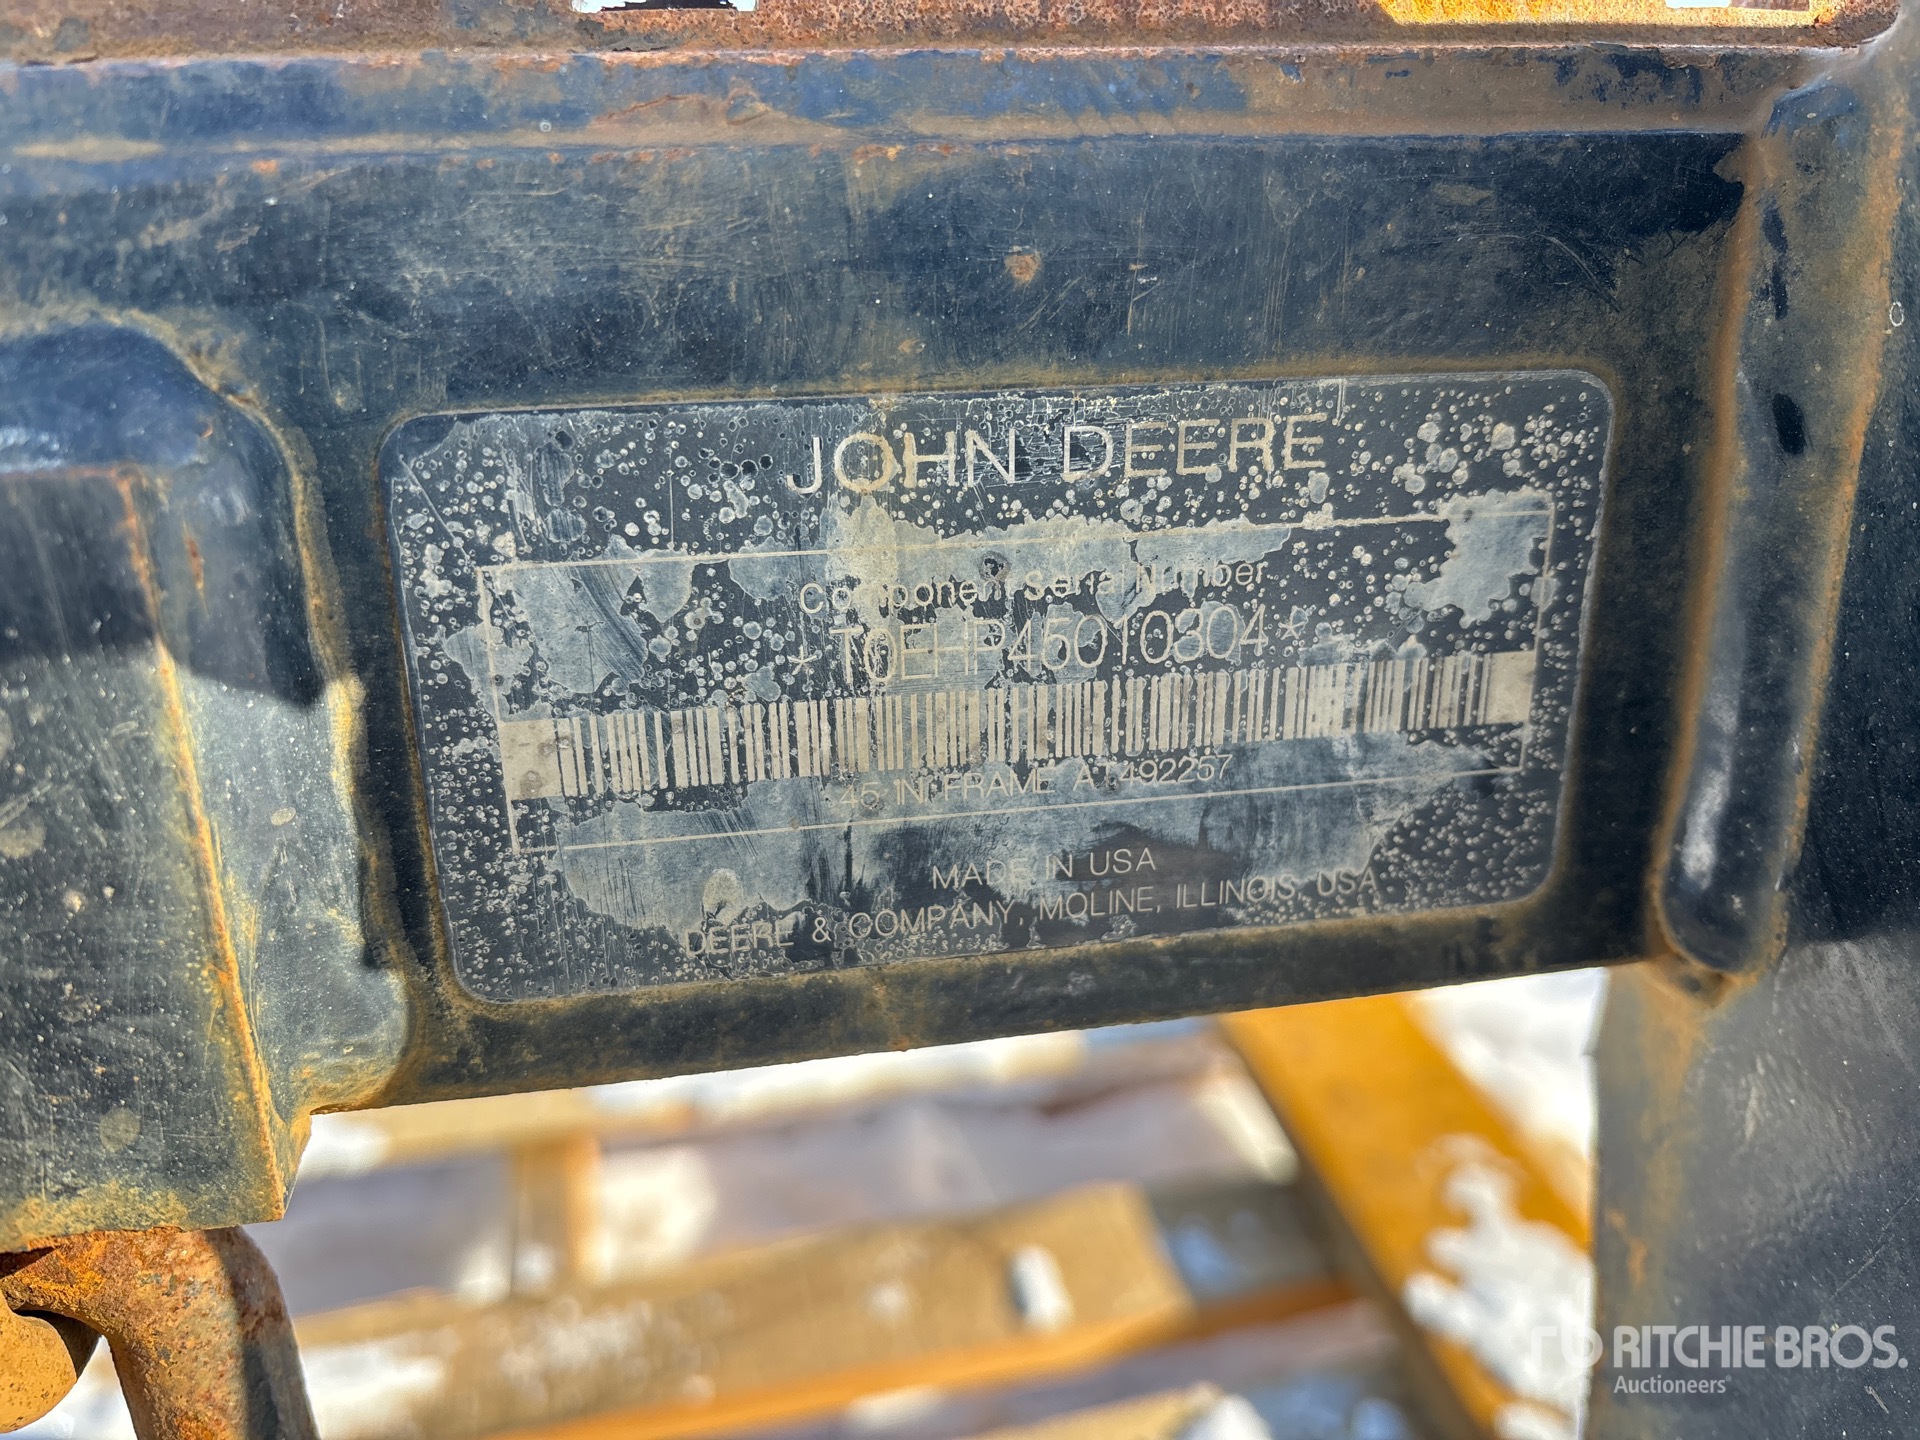 JOHN DEERE
Component Serial Number
* T0EHP45010304 *
45 IN FRAME AT492257
MADE IN USA
DEERE & COMPANY, MOLINE, ILLINOIS USA
RITCHIE BROS.
Auctioneers